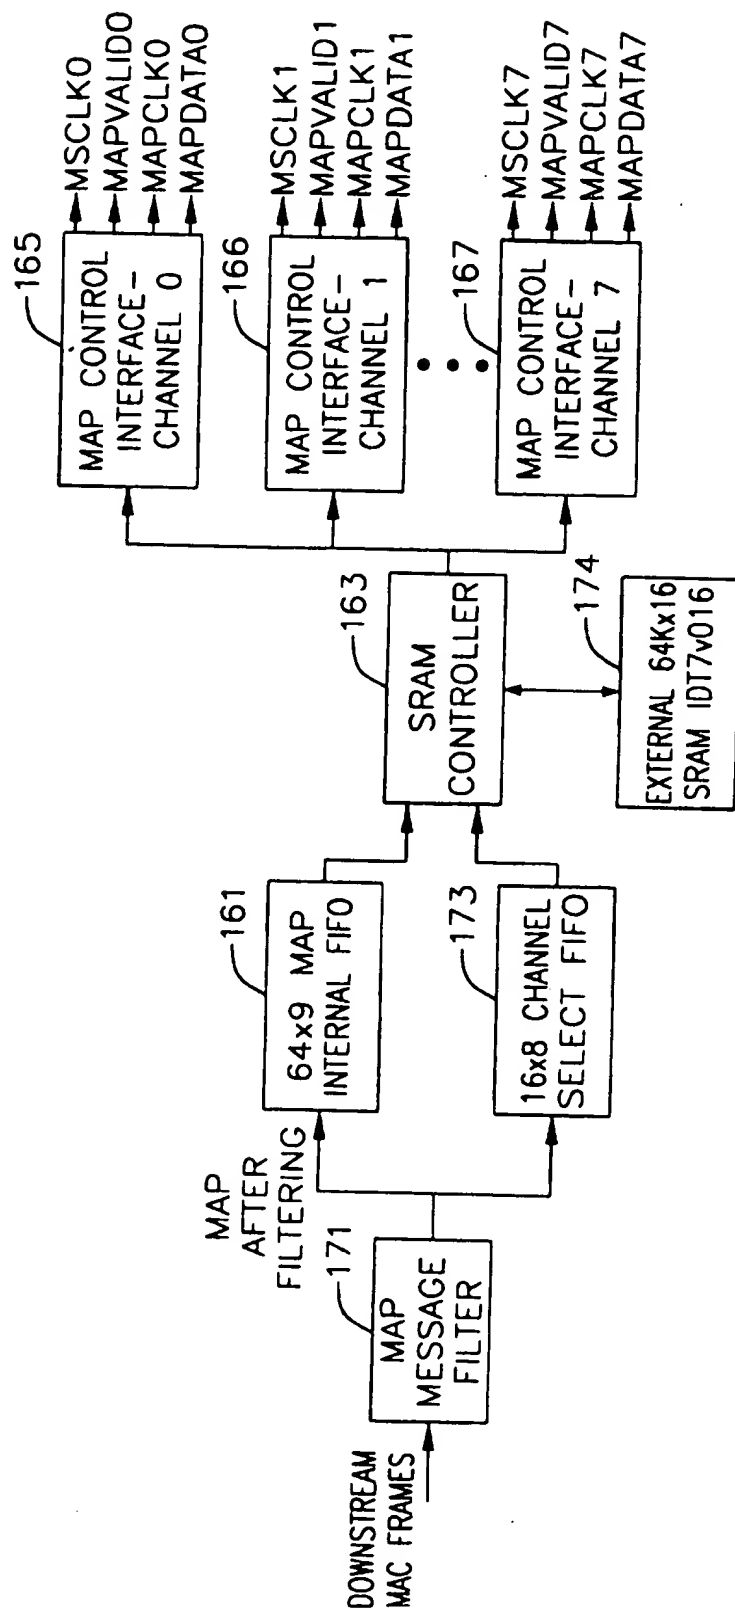 DOWNSTREAM
MAC FRAMES
171
MAP
MESSAGE
FILTER
MAP
AFTER
FILTERING
161
64x9 MAP
INTERNAL FIFO
173
16x8 CHANNEL
SELECT FIFO
163
SRAM
CONTROLLER
174
EXTERNAL 64Kx16
SRAM IDT7v016
165
MAP CONTROL
INTERFACE-
CHANNEL 0
MSCLK0
MAPVALID0
MAPCLK0
MAPDATA0
166
MAP CONTROL
INTERFACE-
CHANNEL 1
MSCLK1
MAPVALID1
MAPCLK1
MAPDATA1
167
MAP CONTROL
INTERFACE-
CHANNEL 7
MSCLK7
MAPVALID7
MAPCLK7
MAPDATA7